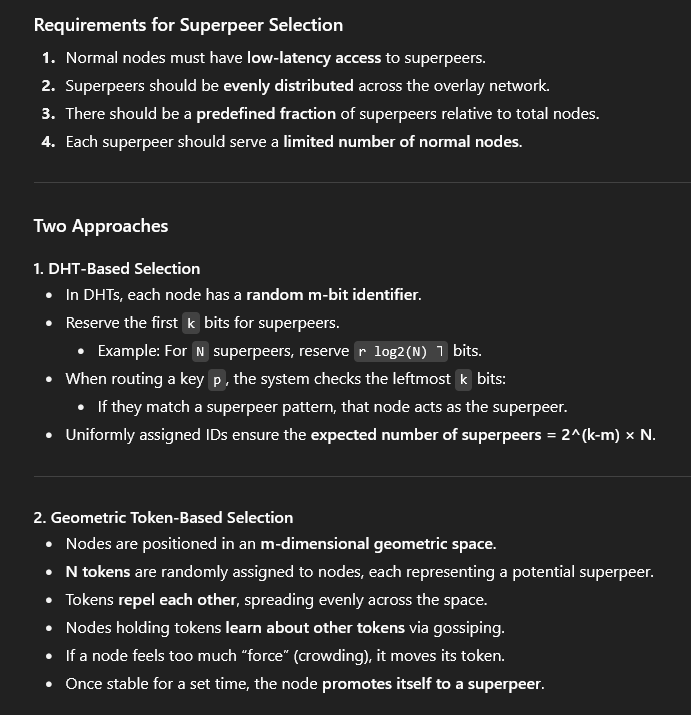 Requirements for Superpeer Selection
1. Normal nodes must have low-latency access to superpeers.
2. Superpeers should be evenly distributed across the overlay network.
3. There should be a predefined fraction of superpeers relative to total nodes.
4. Each superpeer should serve a limited number of normal nodes.
Two Approaches
1. DHT-Based Selection
• In DHTs, each node has a random m-bit identifier.
• Reserve the first k bits for superpeers.
• Example: For N superpeers, reserve ⌜ log2(N) ⌝ bits.
• When routing a key p, the system checks the leftmost k bits:
• If they match a superpeer pattern, that node acts as the superpeer.
• Uniformly assigned IDs ensure the expected number of superpeers = 2^(k-m) × N.
2. Geometric Token-Based Selection
• Nodes are positioned in an m-dimensional geometric space.
• N tokens are randomly assigned to nodes, each representing a potential superpeer.
• Tokens repel each other, spreading evenly across the space.
• Nodes holding tokens learn about other tokens via gossiping.
• If a node feels too much “force” (crowding), it moves its token.
• Once stable for a set time, the node promotes itself to a superpeer.